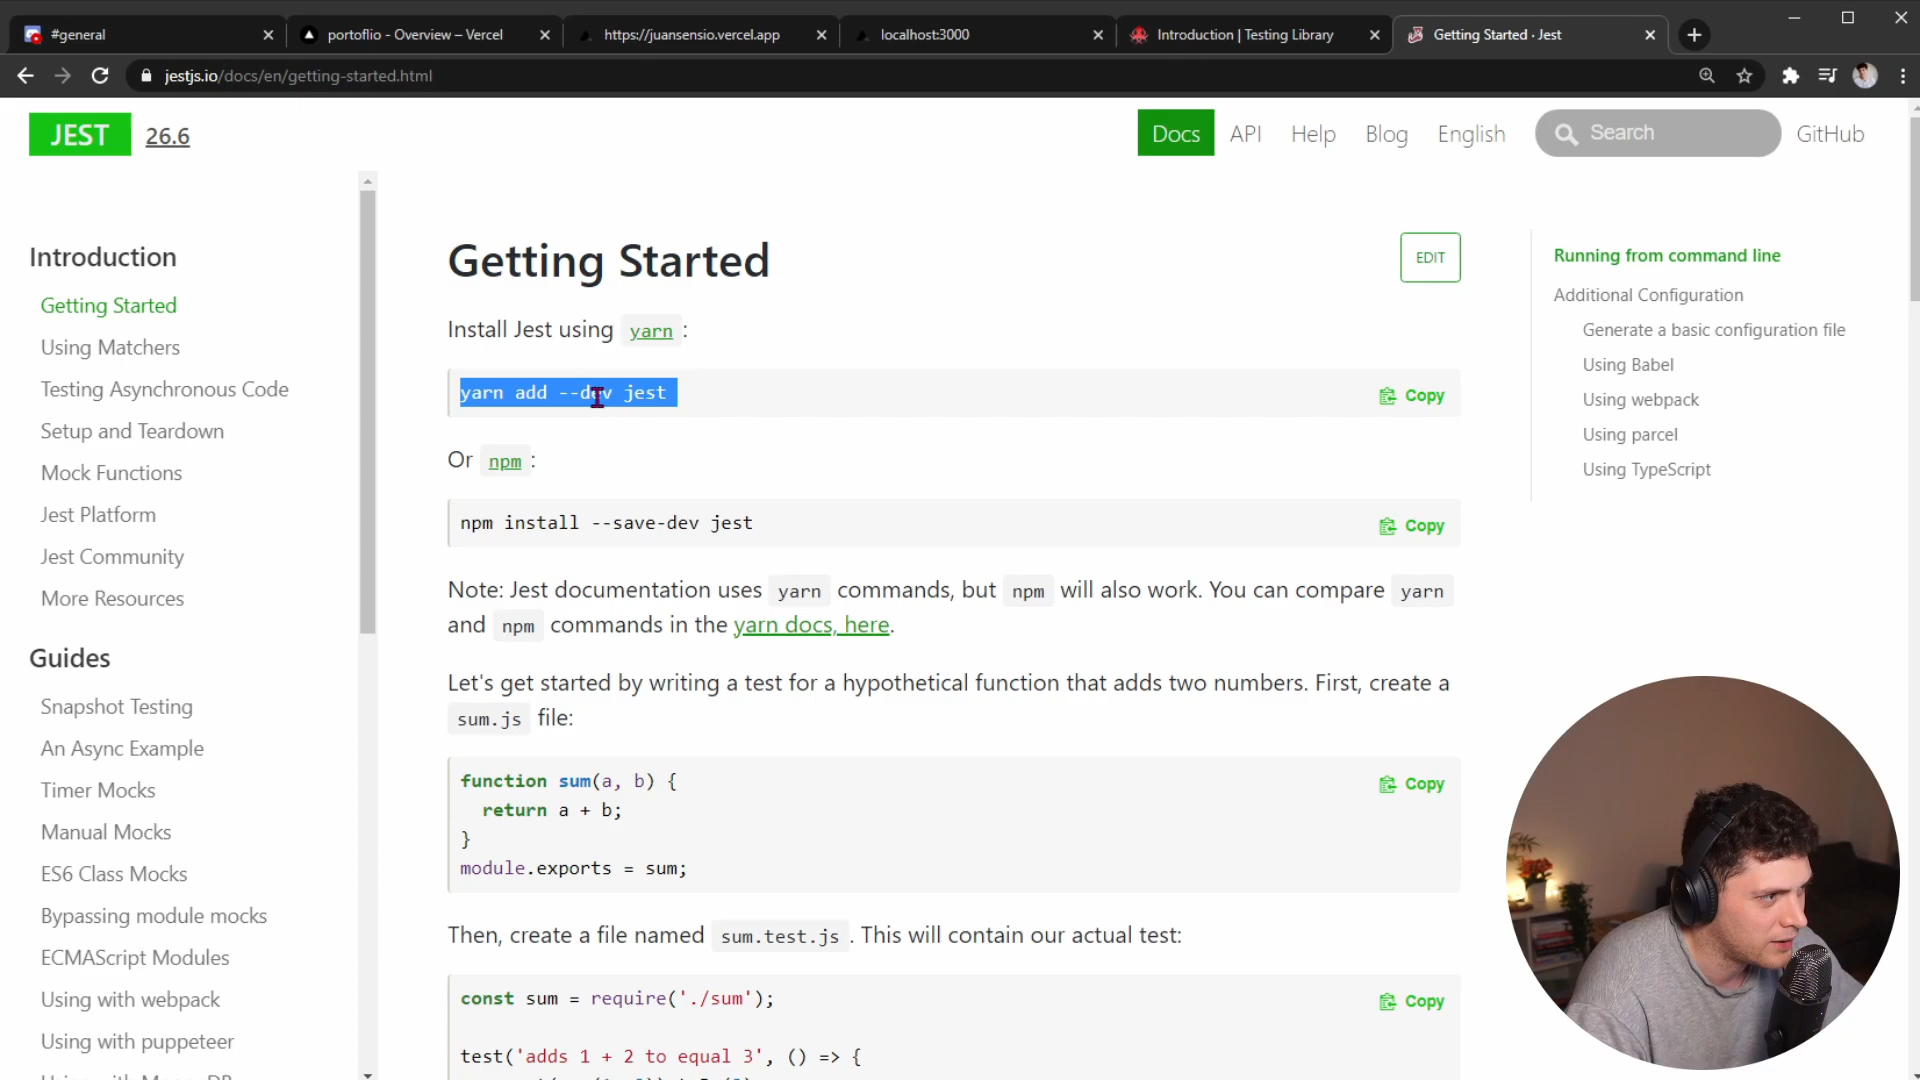 #general
portoflio - Overview – Vercel
https://juansensio.vercel.app
localhost:3000
Introduction | Testing Library
Getting Started · Jest
jestjs.io/docs/en/getting-started.html
JEST
26.6
Docs
API
Help
Blog
English
Search
GitHub
Introduction
Getting Started
Using Matchers
Testing Asynchronous Code
Setup and Teardown
Mock Functions
Jest Platform
Jest Community
More Resources
Guides
Snapshot Testing
An Async Example
Timer Mocks
Manual Mocks
ES6 Class Mocks
Bypassing module mocks
ECMAScript Modules
Using with webpack
Using with puppeteer
Getting Started
EDIT
Install Jest using yarn :
yarn add --dev jest
Copy
Or npm :
npm install --save-dev jest
Copy
Note: Jest documentation uses yarn commands, but npm will also work. You can compare yarn
and npm commands in the yarn docs, here.
Let's get started by writing a test for a hypothetical function that adds two numbers. First, create a
sum.js file:
function sum(a, b) {
return a + b;
}
module.exports = sum;
Copy
Then, create a file named sum.test.js . This will contain our actual test:
const sum = require('./sum');
Copy
test('adds 1 + 2 to equal 3', () => {
Running from command line
Additional Configuration
Generate a basic configuration file
Using Babel
Using webpack
Using parcel
Using TypeScript